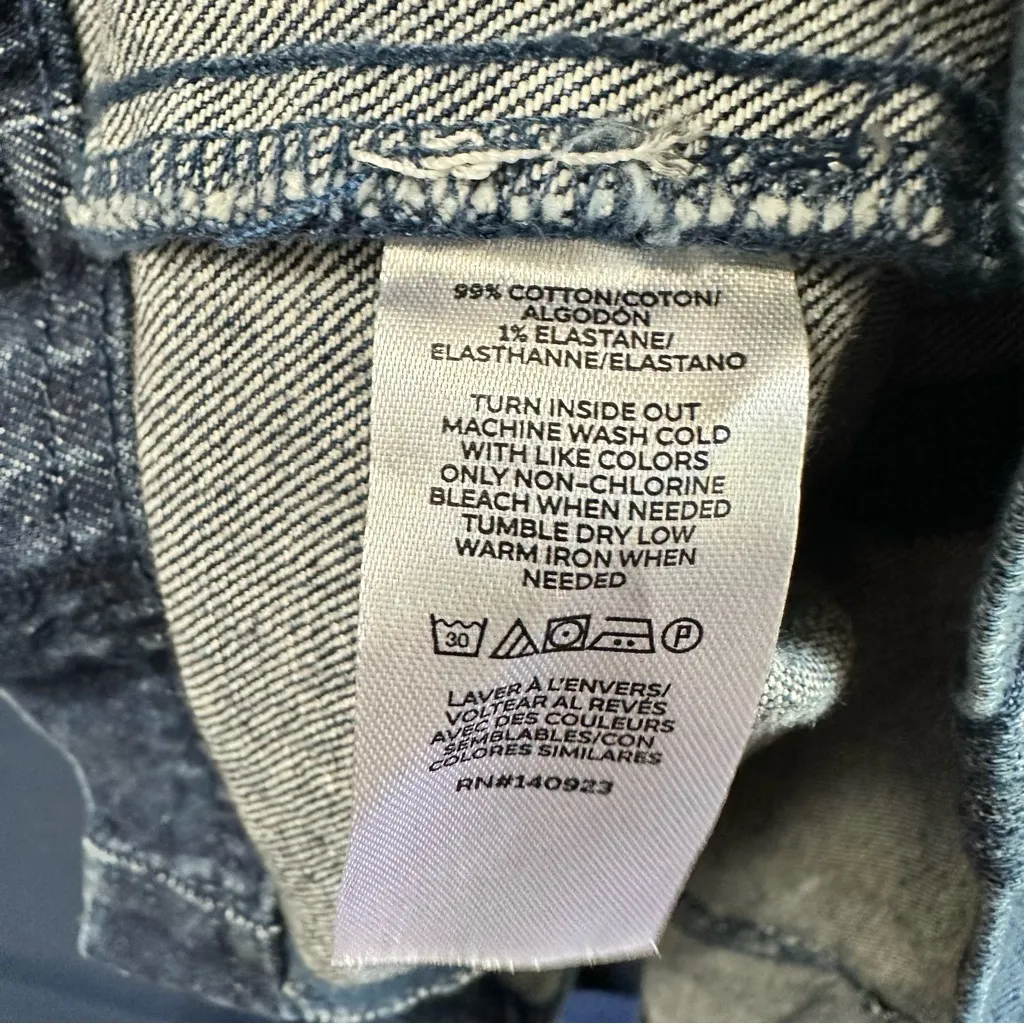 99% COTTON/COTON/
ALGODÓN
1% ELASTANE/
ELASTHANNE/ELASTANO
TURN INSIDE OUT
MACHINE WASH COLD
WITH LIKE COLORS
ONLY NON-CHLORINE
BLEACH WHEN NEEDED
TUMBLE DRY LOW
WARM IRON WHEN
NEEDED
30 P
LAVER À L'ENVERS/
VOLTEAR AL REVÉS
AVEC DES COULEURS
SEMBLABLES/CON
COLORES SIMILARES
RN#140923